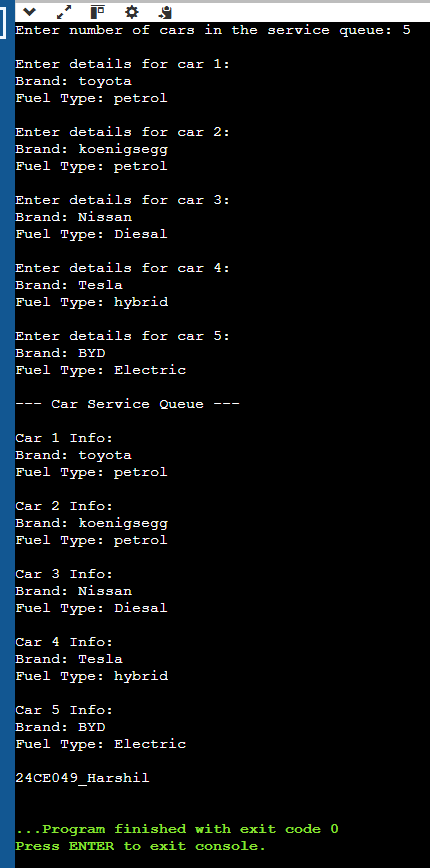 Enter number of cars in the service queue: 5
Enter details for car 1:
Brand: toyota
Fuel Type: petrol
Enter details for car 2:
Brand: koenigsegg
Fuel Type: petrol
Enter details for car 3:
Brand: Nissan
Fuel Type: Diesal
Enter details for car 4:
Brand: Tesla
Fuel Type: hybrid
Enter details for car 5:
Brand: BYD
Fuel Type: Electric
--- Car Service Queue ---
Car 1 Info:
Brand: toyota
Fuel Type: petrol
Car 2 Info:
Brand: koenigsegg
Fuel Type: petrol
Car 3 Info:
Brand: Nissan
Fuel Type: Diesal
Car 4 Info:
Brand: Tesla
Fuel Type: hybrid
Car 5 Info:
Brand: BYD
Fuel Type: Electric
24CE049_Harshil
...Program finished with exit code 0
Press ENTER to exit console.